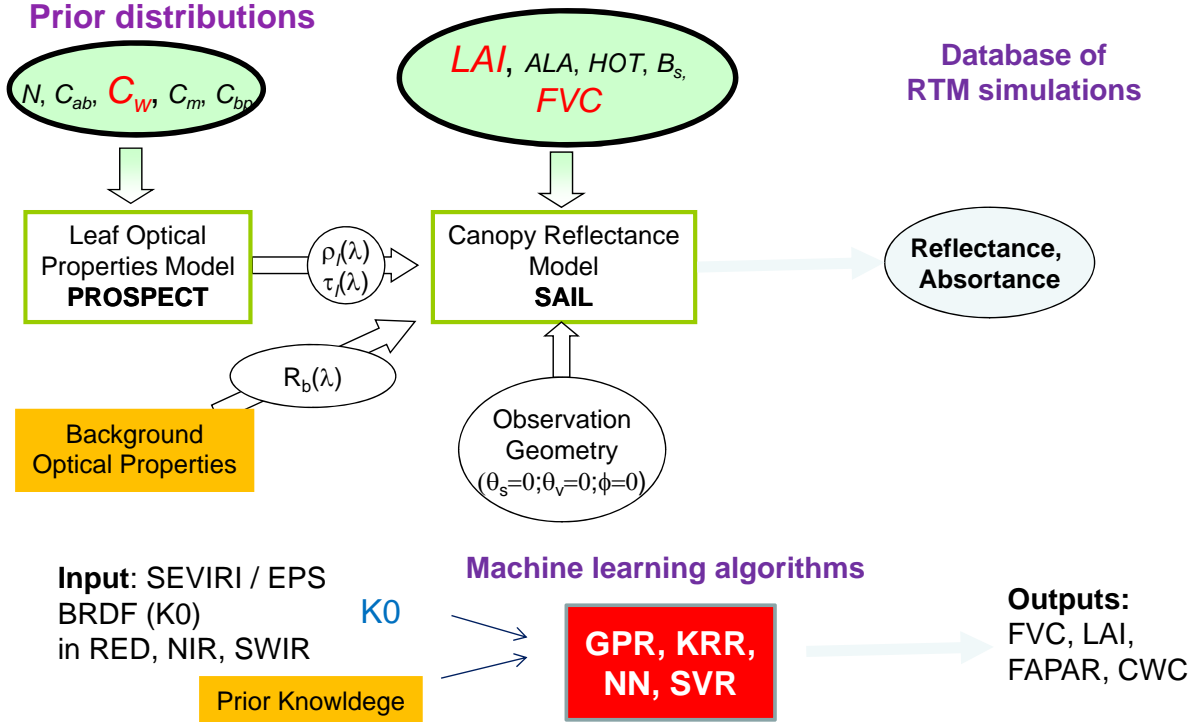 Prior distributions
N, Cab, Cw, Cm, Cbp
LAI, ALA, HOT, Bs,
FVC
Database of
RTM simulations
Leaf Optical
Properties Model
PROSPECT
ρl(λ)
τl(λ)
Canopy Reflectance
Model
SAIL
Reflectance,
Absortance
Rb(λ)
Background
Optical Properties
Observation
Geometry
(θs=0;θv=0;ϕ=0)
Input: SEVIRI / EPS
BRDF (K0)
in RED, NIR, SWIR
K0
Prior Knowldege
Machine learning algorithms
GPR, KRR,
NN, SVR
Outputs:
FVC, LAI,
FAPAR, CWC